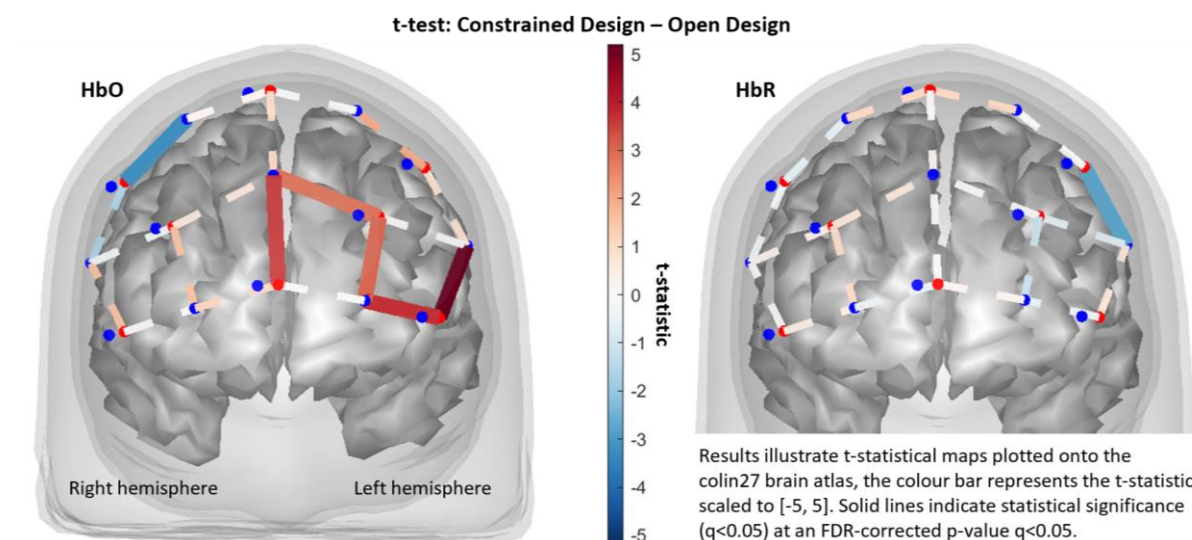 t-test: Constrained Design – Open Design
HbO
HbR
5
4
3
2
1
0
-1
-2
-3
-4
-5
t-statistic
Right hemisphere
Left hemisphere
Results illustrate t-statistical maps plotted onto the
colin27 brain atlas, the colour bar represents the t-statistic
scaled to [-5, 5]. Solid lines indicate statistical significance
(q<0.05) at an FDR-corrected p-value q<0.05.